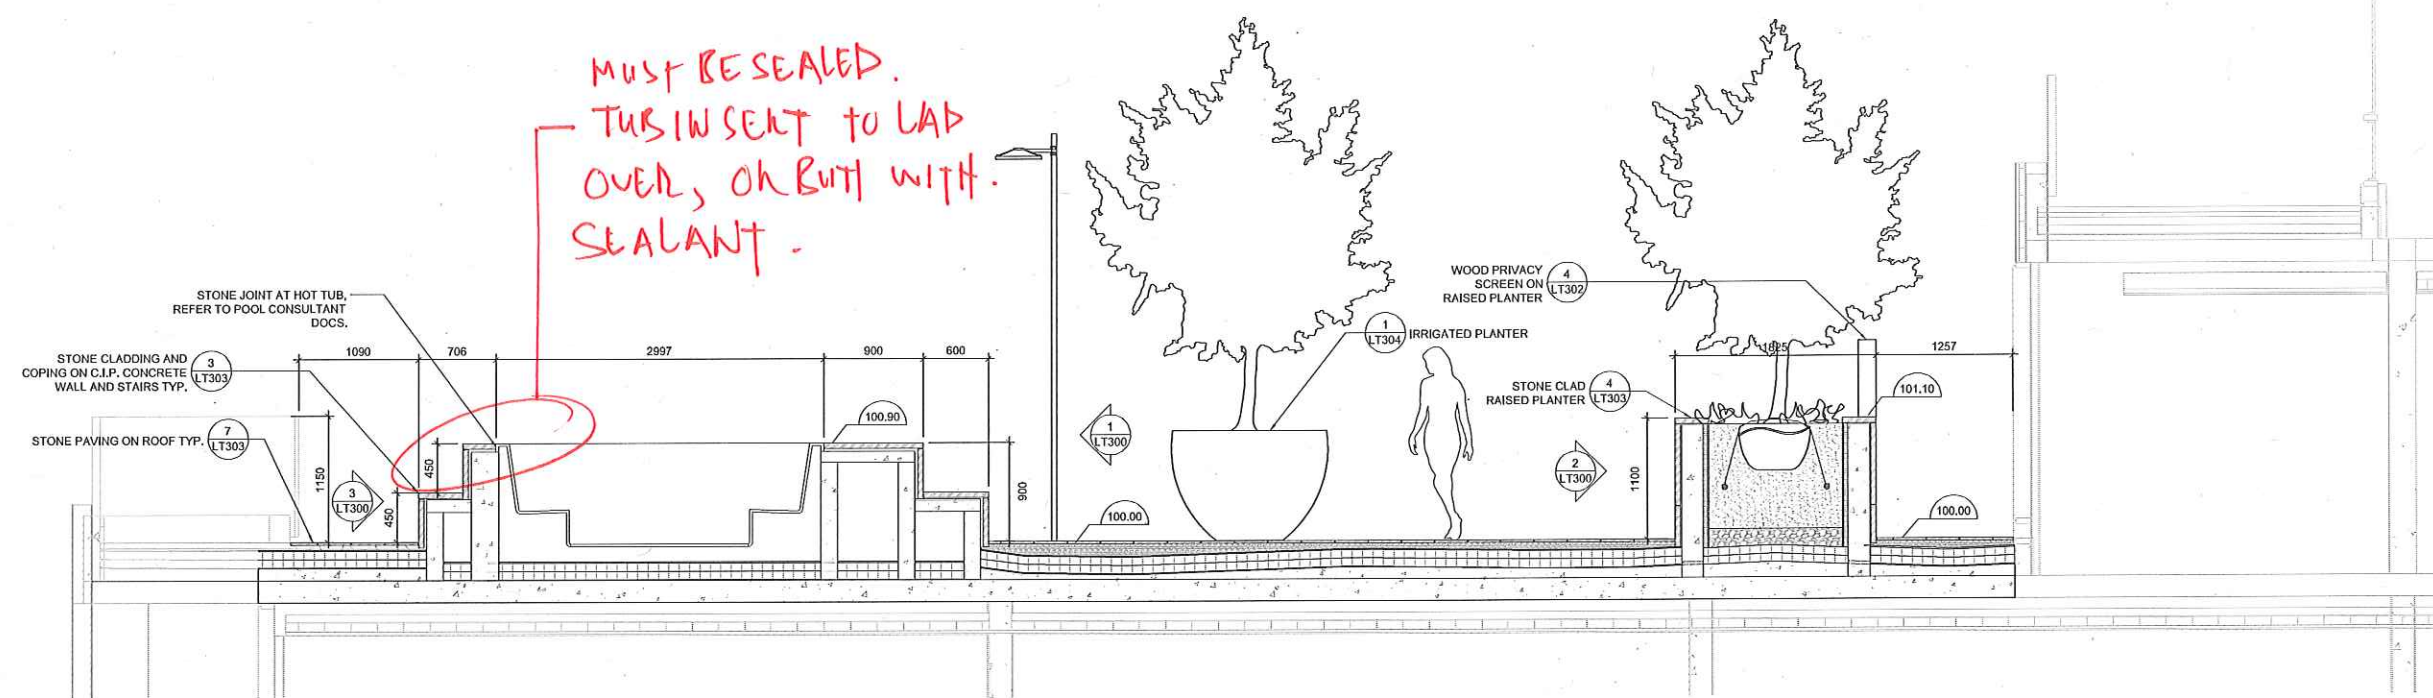 MUST BE SEALED.
TUB INSERT TO LAP
OVER, OR BUTT WITH.
SEALANT.
STONE JOINT AT HOT TUB,
REFER TO POOL CONSULTANT
DOCS.
STONE CLADDING AND
COPING ON C.I.P. CONCRETE
WALL AND STAIRS TYP.
3
LT303
STONE PAVING ON ROOF TYP.
7
LT303
1090
706
2997
900
600
450
1150
450
3
LT300
100.90
900
1
LT300
100.00
1
LT304
IRRIGATED PLANTER
WOOD PRIVACY
SCREEN ON
RAISED PLANTER
4
LT302
STONE CLAD
RAISED PLANTER
4
LT303
2
LT300
1825
1257
101.10
1100
100.00